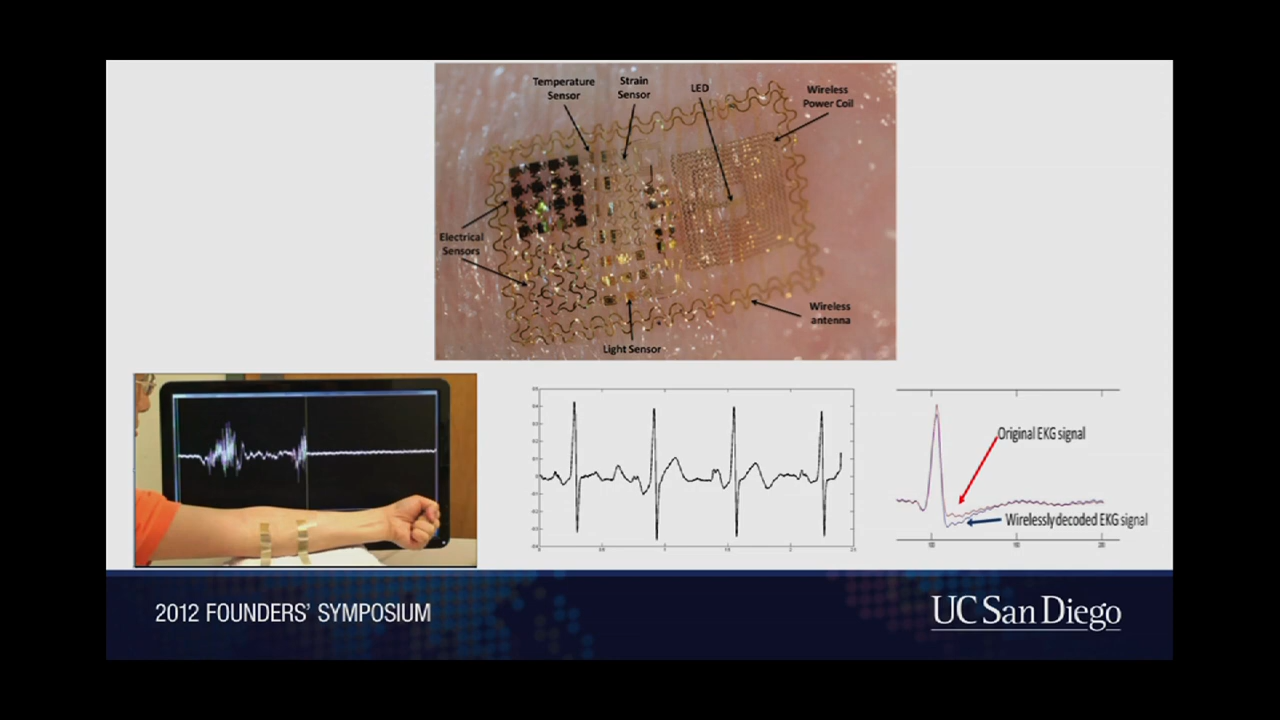 Temperature
Sensor
Strain
Sensor
LED
Wireless
Power Coil
Electrical
Sensors
Wireless
antenna
Light Sensor
Original EKG signal
Wirelessly decoded EKG signal
2012 FOUNDERS' SYMPOSIUM
UC San Diego